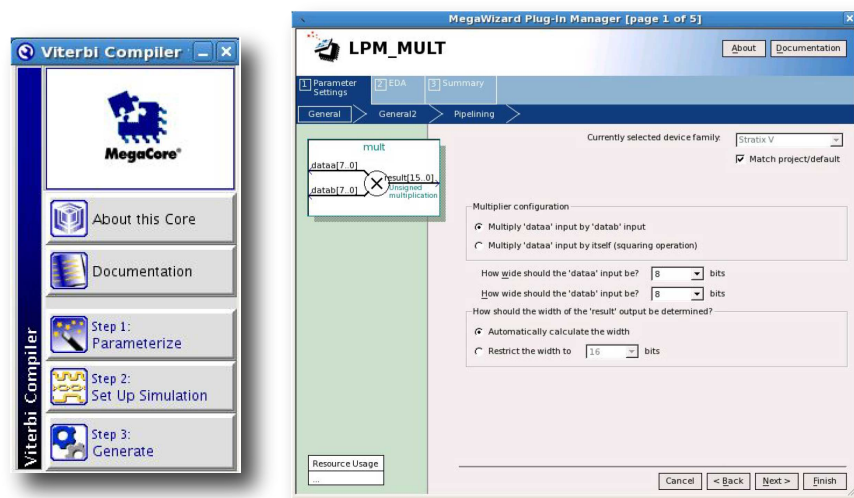 Viterbi Compiler
MegaCore®
About this Core
Documentation
Step 1:
Parameterize
Step 2:
Set Up Simulation
Step 3:
Generate
Viterbi Compiler
MegaWizard Plug-In Manager [page 1 of 5]
LPM_MULT
About
Documentation
1 Parameter
Settings
2 EDA
3 Summary
General
General2
Pipelining
Currently selected device family:
Stratix V
Match project/default
mult
dataa[7..0]
result[15..0]
datab[7..0]
Unsigned
multiplication
Multiplier configuration
Multiply 'dataa' input by 'datab' input
Multiply 'dataa' input by itself (squaring operation)
How wide should the 'dataa' input be? 8 bits
How wide should the 'datab' input be? 8 bits
How should the width of the 'result' output be determined?
Automatically calculate the width
Restrict the width to 16 bits
Resource Usage
...
Cancel
< Back
Next >
Finish